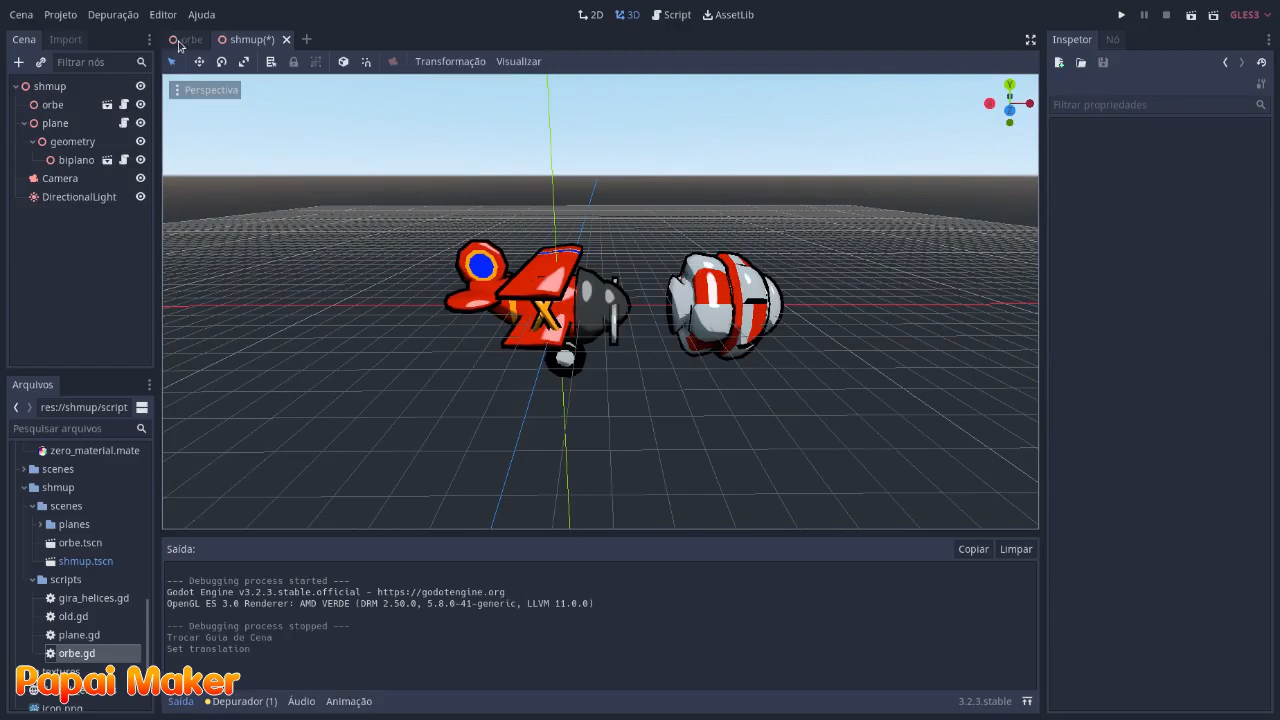 Cena Projeto Depuração Editor Ajuda
2D 3D Script AssetLib
GLES3
Cena Import
orbe shmup(*)
Inspetor Nó
Filtrar nós
Transformação Visualizar
shmup
orbe
plane
geometry
biplano
Camera
DirectionalLight
Perspectiva
Y
Z
Filtrar propriedades
Arquivos
res://shmup/script
Pesquisar arquivos
zero_material.mate
scenes
shmup
scenes
planes
orbe.tscn
shmup.tscn
scripts
gira_helices.gd
old.gd
plane.gd
orbe.gd
textures
icon.png
Papai Maker
Saída:
Copiar Limpar
--- Debugging process started ---
Godot Engine v3.2.3.stable.official - https://godotengine.org
OpenGL ES 3.0 Renderer: AMD VERDE (DRM 2.50.0, 5.8.0-41-generic, LLVM 11.0.0)
--- Debugging process stopped ---
Trocar Guia de Cena
Set translation
Saída Depurador (1) Áudio Animação
3.2.3.stable